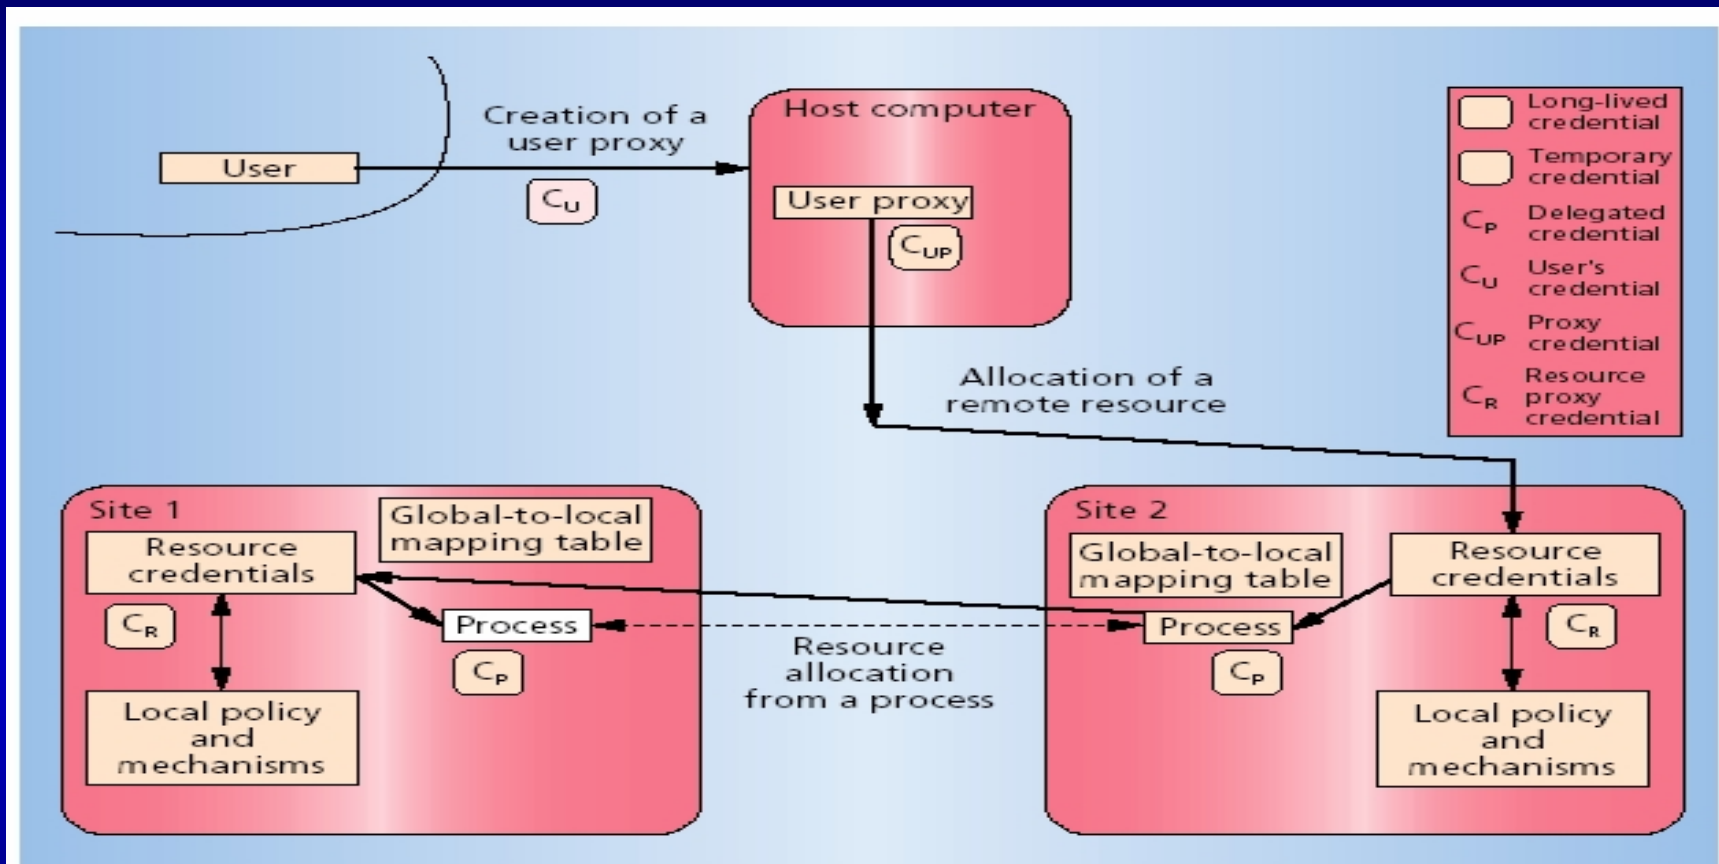 User
Creation of a
user proxy
C_U
Host computer
User proxy
C_UP
Long-lived
credential
Temporary
credential
C_P Delegated
credential
C_U User's
credential
C_UP Proxy
credential
C_R Resource
proxy
credential
Allocation of a
remote resource
Site 1
Global-to-local
mapping table
Resource
credentials
C_R
Process
C_P
Local policy
and
mechanisms
Resource
allocation
from a process
Site 2
Global-to-local
mapping table
Resource
credentials
Process
C_P
C_R
Local policy
and
mechanisms